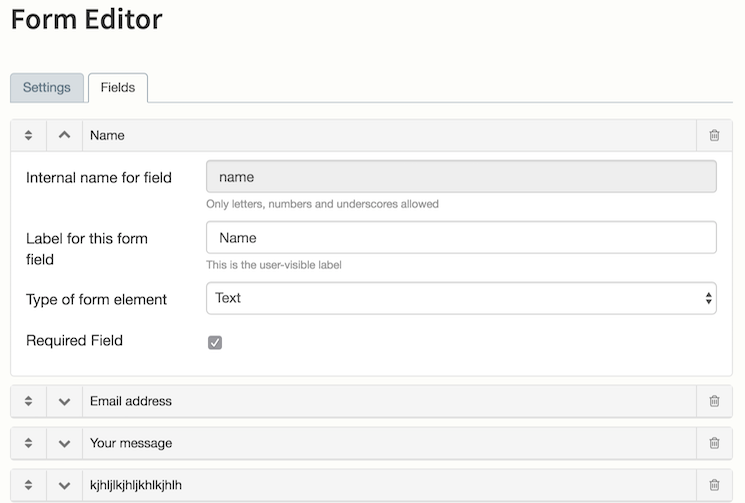 Form Editor
Settings
Fields
Name
Internal name for field
name
Only letters, numbers and underscores allowed
Label for this form
field
Name
This is the user-visible label
Type of form element
Text
Required Field
Email address
Your message
kjhljlkjhljkhlkjhlh